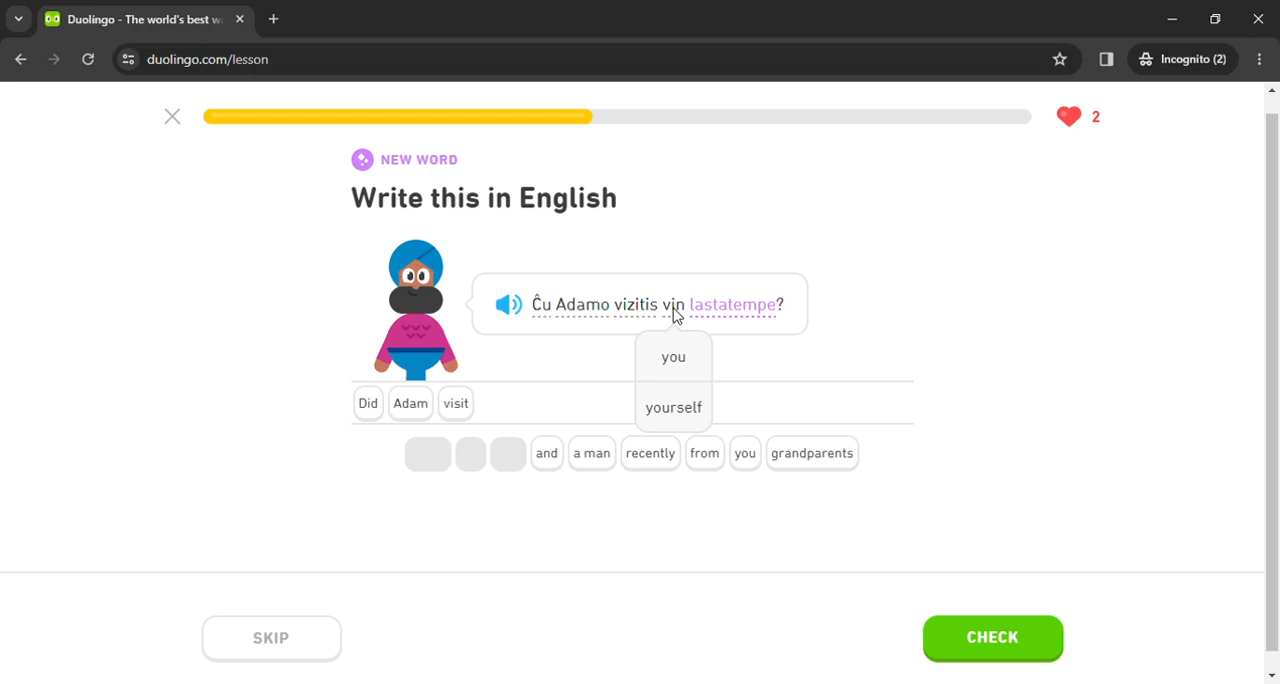 Duolingo - The world's best w
duolingo.com/lesson
Incognito (2)
2
NEW WORD
Write this in English
Ĉu Adamo vizitis vin lastatempe?
you
yourself
Did Adam visit
and a man recently from you grandparents
SKIP
CHECK